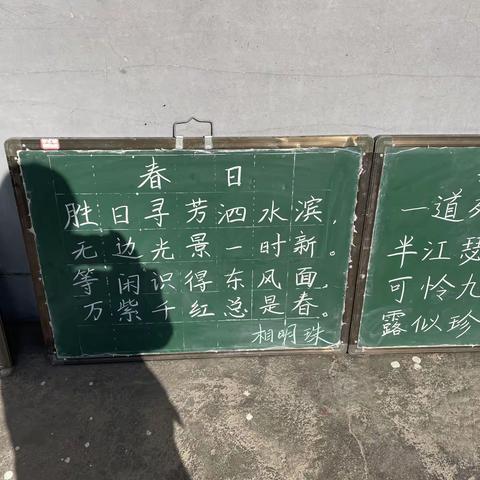 春日
胜日寻芳泗水滨，
无边光景一时新。
等闲识得东风面，
万紫千红总是春。
相明珠
一道
半江瑟
可怜九
露似珍